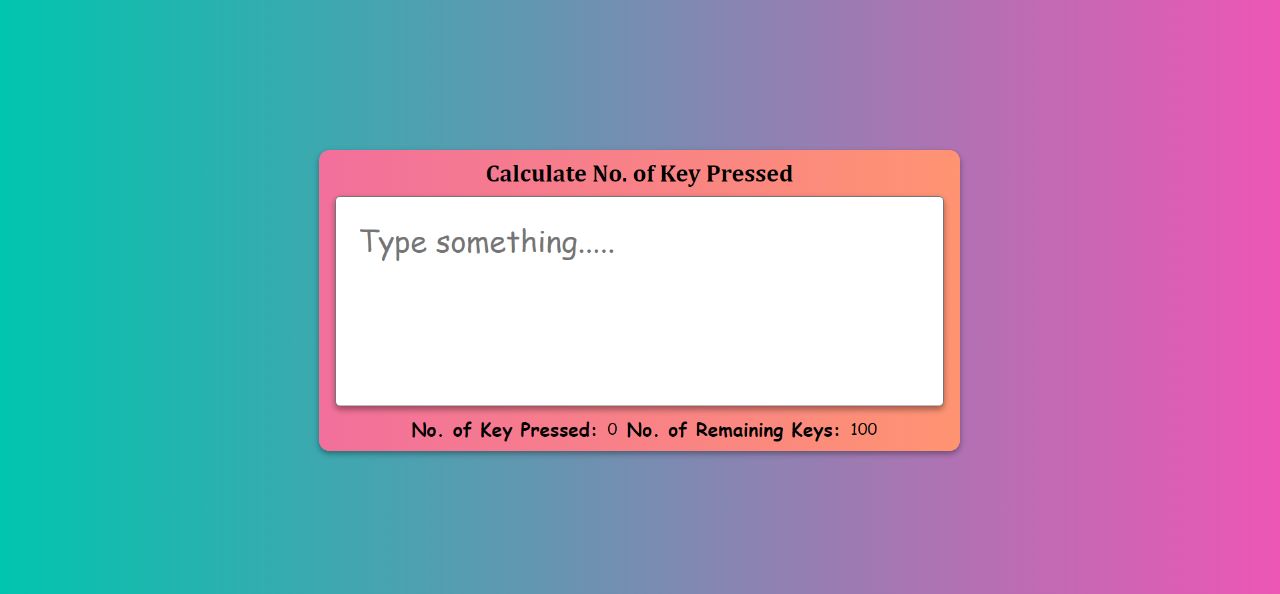 Calculate No. of Key Pressed
Type something.....
No. of Key Pressed: 0 No. of Remaining Keys: 100